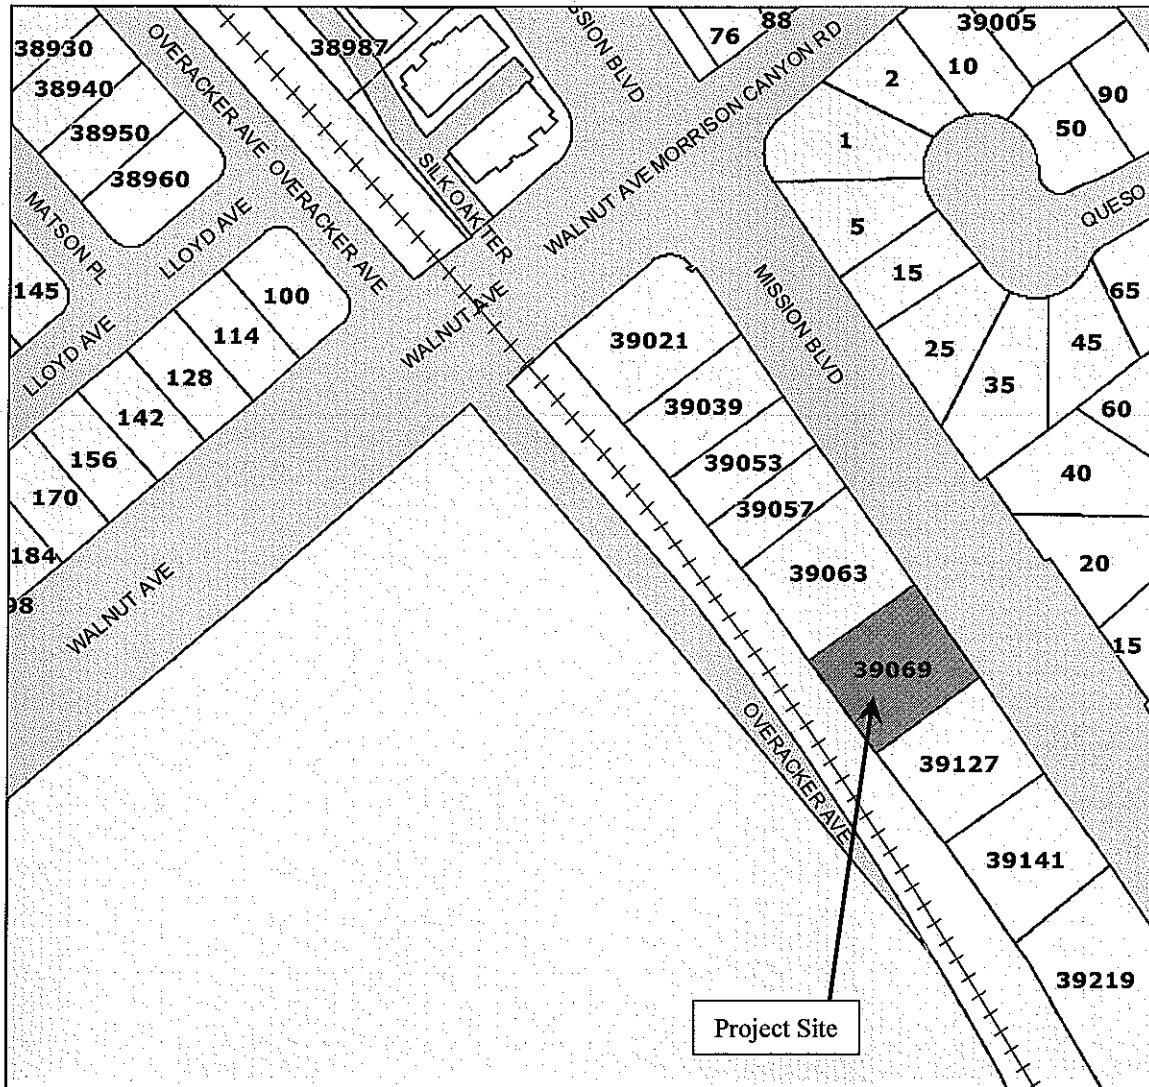 38930
38940
38950
38960
OVERACKER AVE
OVERACKER AVE
38987
SSION BLVD
76
88
39005
MORRISON CANYON RD
WALNUT AVE
2
10
90
50
1
5
15
25
35
45
65
60
40
20
15
QUESO
MATSON PL
LLOYD AVE
LLOYD AVE
SILK OAK TER
145
100
114
128
142
156
170
184
98
WALNUT AVE
WALNUT AVE
MISSION BLVD
39021
39039
39053
39057
39063
39069
39127
39141
39219
OVERACKER AVE
Project Site